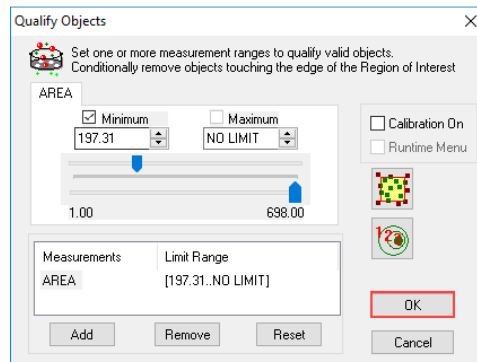 Qualify Objects
Set one or more measurement ranges to qualify valid objects.
Conditionally remove objects touching the edge of the Region of Interest
AREA
Minimum Maximum
197.31 NO LIMIT
1.00 698.00
Calibration On
Runtime Menu
123
Measurements Limit Range
AREA [197.31..NO LIMIT]
Add Remove Reset
OK
Cancel